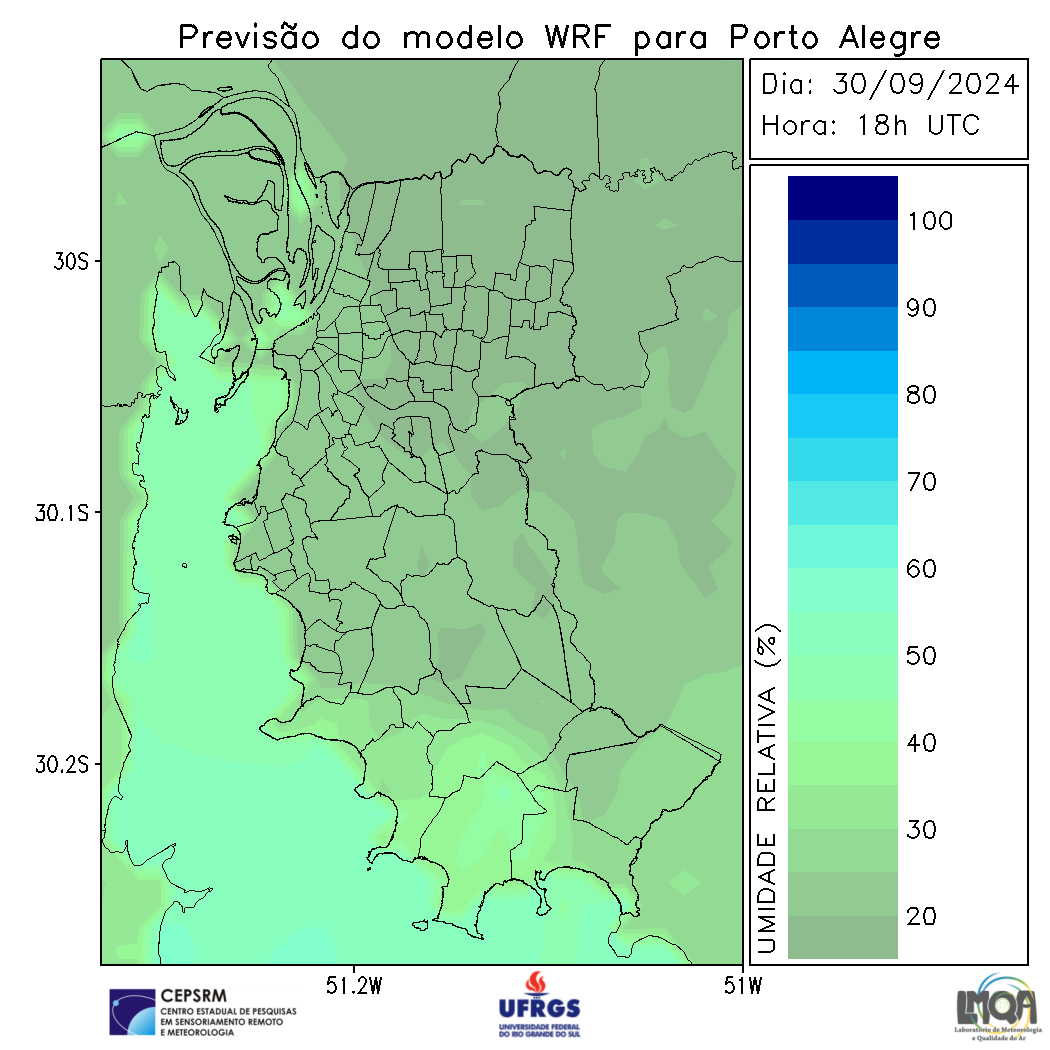 Previsão do modelo WRF para Porto Alegre
Dia: 30/09/2024
Hora: 18h UTC
30S
30.1S
30.2S
51.2W
51W
UMIDADE RELATIVA (%)
100
90
80
70
60
50
40
30
20
CEPSRM
CENTRO ESTADUAL DE PESQUISAS
EM SENSORIAMENTO REMOTO
E METEOROLOGIA
UFRGS
UNIVERSIDADE FEDERAL
DO RIO GRANDE DO SUL
LMQA
Laboratório de Meteorologia
e Qualidade do Ar